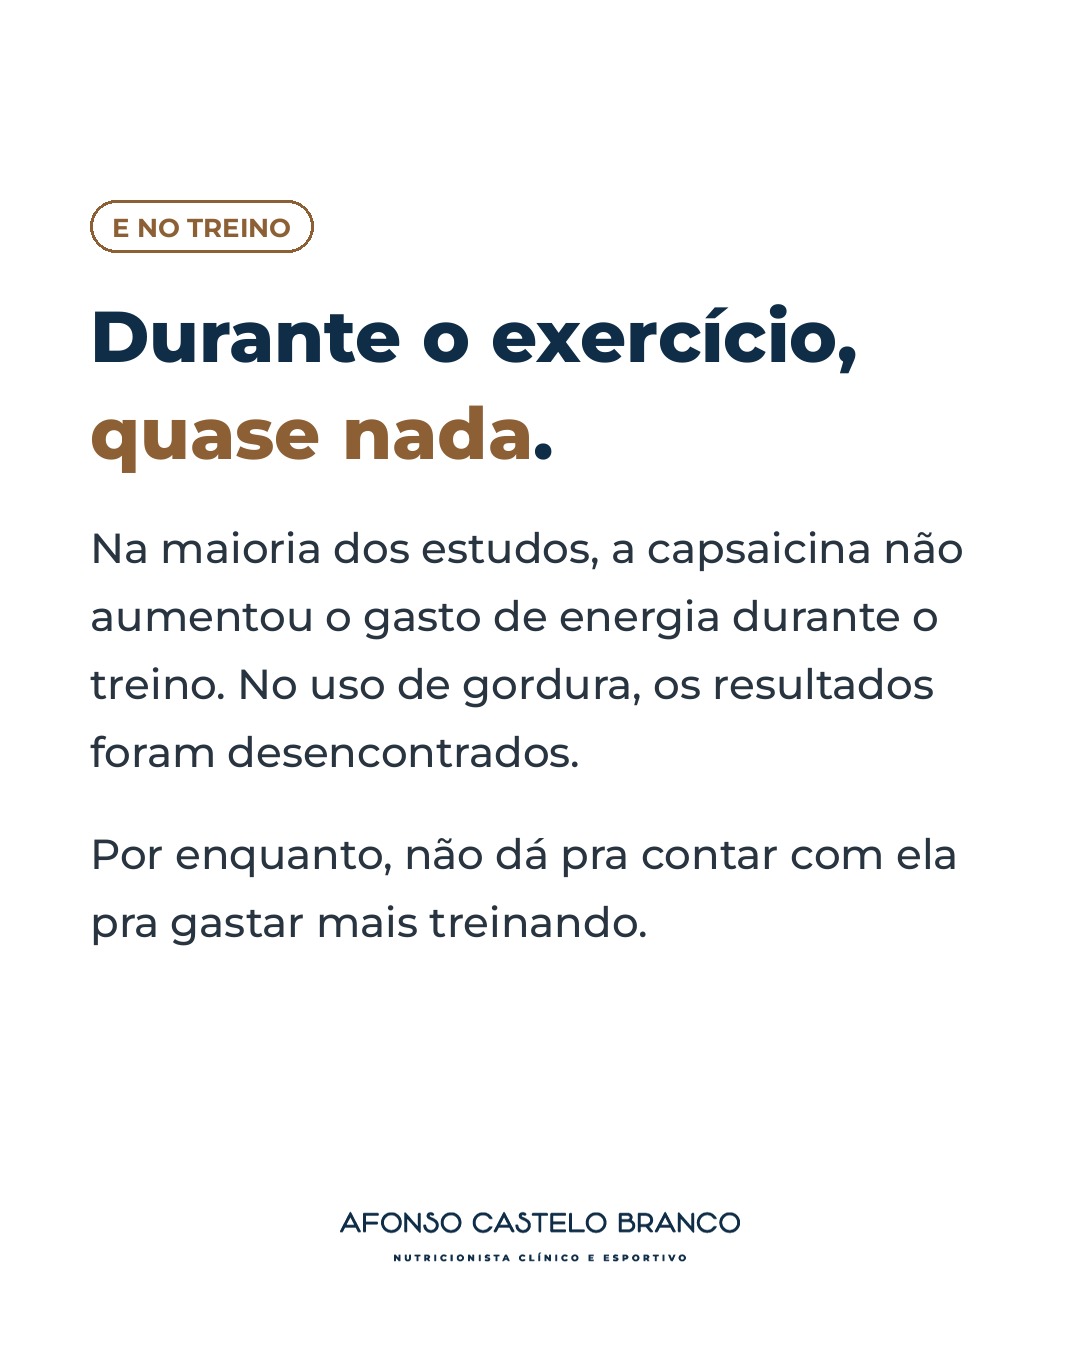 E NO TREINO
Durante o exercício,
quase nada.
Na maioria dos estudos, a capsaicina não
aumentou o gasto de energia durante o
treino. No uso de gordura, os resultados
foram desencontrados.
Por enquanto, não dá pra contar com ela
pra gastar mais treinando.
AFONSO CASTELO BRANCO
NUTRICIONISTA CLÍNICO E ESPORTIVO